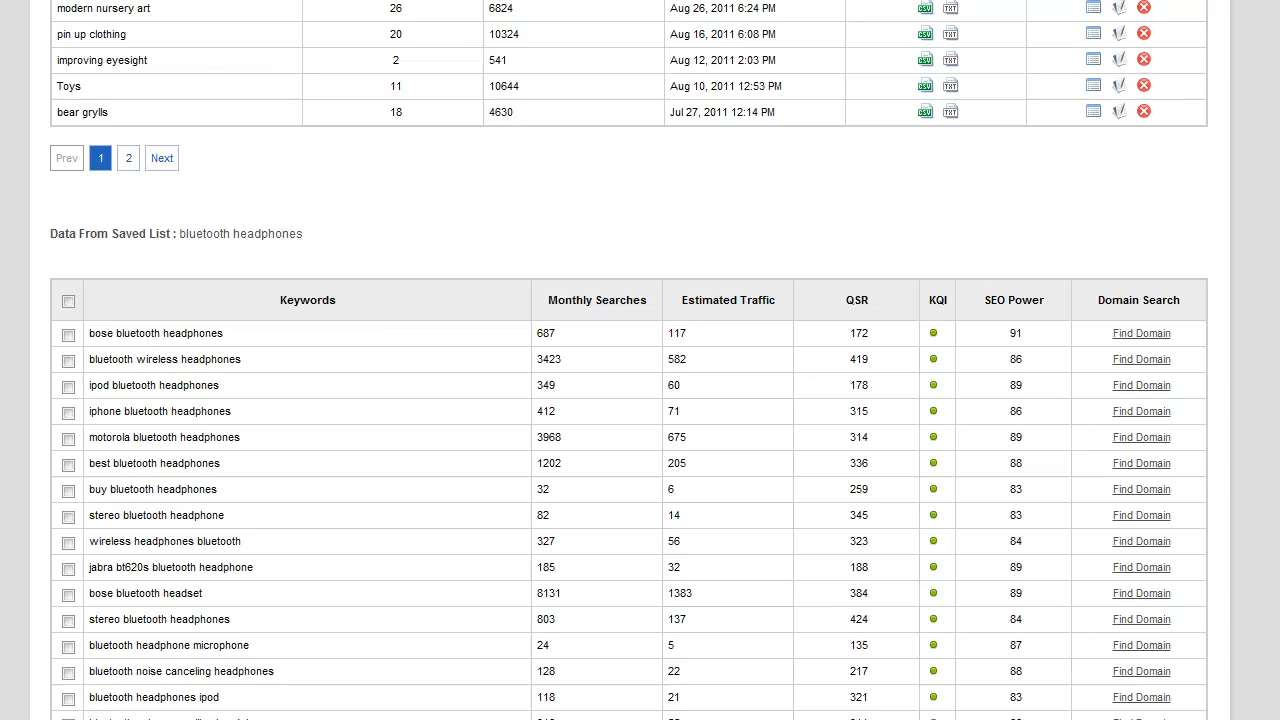 modern nursery art 26 6824 Aug 26, 2011 6:24 PM CSV TXT
pin up clothing 20 10324 Aug 16, 2011 6:08 PM CSV TXT
improving eyesight 2 541 Aug 12, 2011 2:03 PM CSV TXT
Toys 11 10644 Aug 10, 2011 12:53 PM CSV TXT
bear grylls 18 4630 Jul 27, 2011 12:14 PM CSV TXT
Prev 1 2 Next
Data From Saved List : bluetooth headphones
Keywords Monthly Searches Estimated Traffic QSR KQI SEO Power Domain Search
bose bluetooth headphones 687 117 172 91 Find Domain
bluetooth wireless headphones 3423 582 419 86 Find Domain
ipod bluetooth headphones 349 60 178 89 Find Domain
iphone bluetooth headphones 412 71 315 86 Find Domain
motorola bluetooth headphones 3968 675 314 89 Find Domain
best bluetooth headphones 1202 205 336 88 Find Domain
buy bluetooth headphones 32 6 259 83 Find Domain
stereo bluetooth headphone 82 14 345 83 Find Domain
wireless headphones bluetooth 327 56 323 84 Find Domain
jabra bt620s bluetooth headphone 185 32 188 89 Find Domain
bose bluetooth headset 8131 1383 384 89 Find Domain
stereo bluetooth headphones 803 137 424 84 Find Domain
bluetooth headphone microphone 24 5 135 87 Find Domain
bluetooth noise canceling headphones 128 22 217 88 Find Domain
bluetooth headphones ipod 118 21 321 83 Find Domain